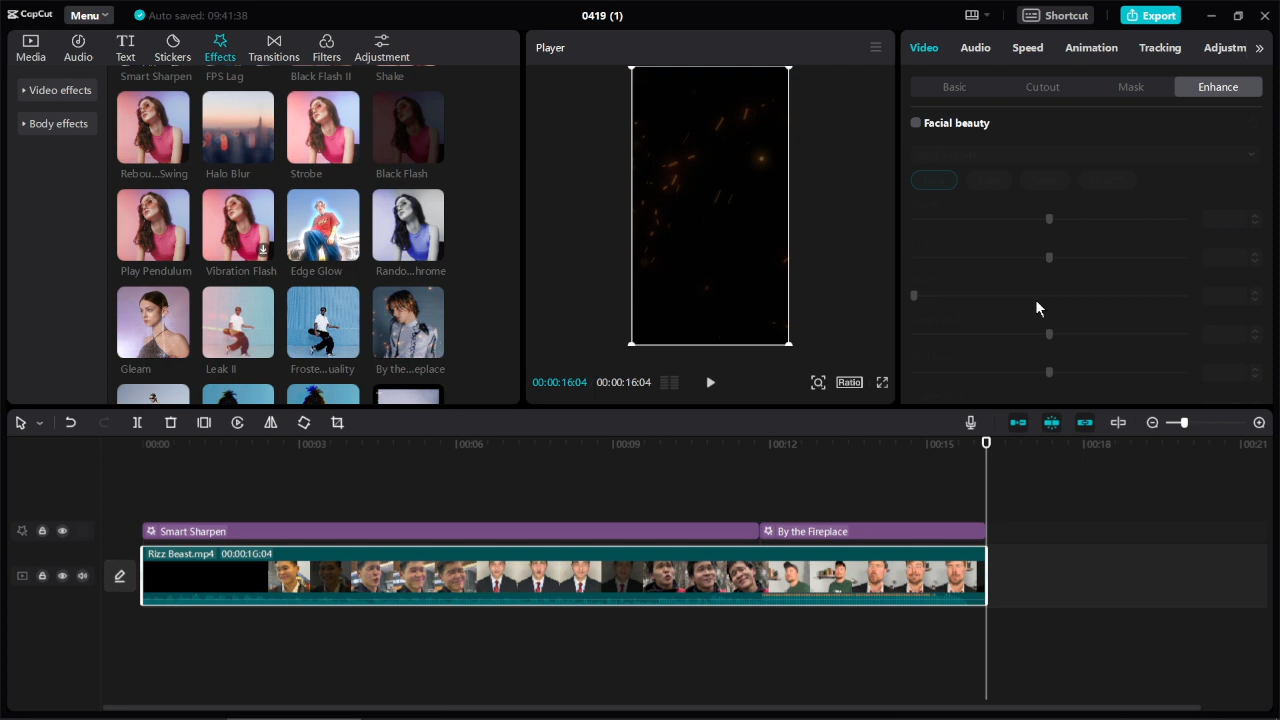 CapCut Menu Auto saved: 09:41:38 0419 (1) Shortcut Export
Media Audio Text Stickers Effects Transitions Filters Adjustment
Player
Video Audio Speed Animation Tracking Adjustm »
Video effects
Body effects
Smart Sharpen FPS Lag Black Flash II Shake
Rebou...Swing Halo Blur Strobe Black Flash
Play Pendulum Vibration Flash Edge Glow Rando...hrome
Gleam Leak II Froste...uality By the...eplace
Basic Cutout Mask Enhance
Facial beauty
00:00:16:04 00:00:16:04 Ratio
00:00 00:03 00:06 00:09 00:12 00:15 00:18 00:21
Smart Sharpen By the Fireplace
Rizz Beast.mp4 00:00:16:04